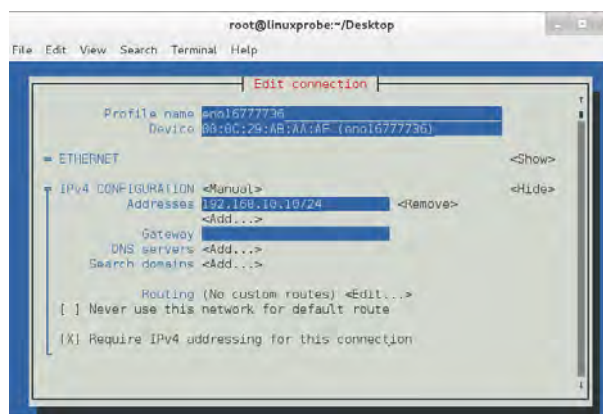 root@linuxprobe:~/Desktop
File Edit View Search Terminal Help
Edit connection
Profile name eno16777736
Device 00:0C:29:AB:AA:AF (eno16777736)
= ETHERNET <Show>
IPv4 CONFIGURATION <Manual> <Hide>
Addresses 192.168.10.10/24 <Remove>
<Add...>
Gateway
DNS servers <Add...>
Search domains <Add...>
Routing (No custom routes) <Edit...>
[ ] Never use this network for default route
[X] Require IPv4 addressing for this connection